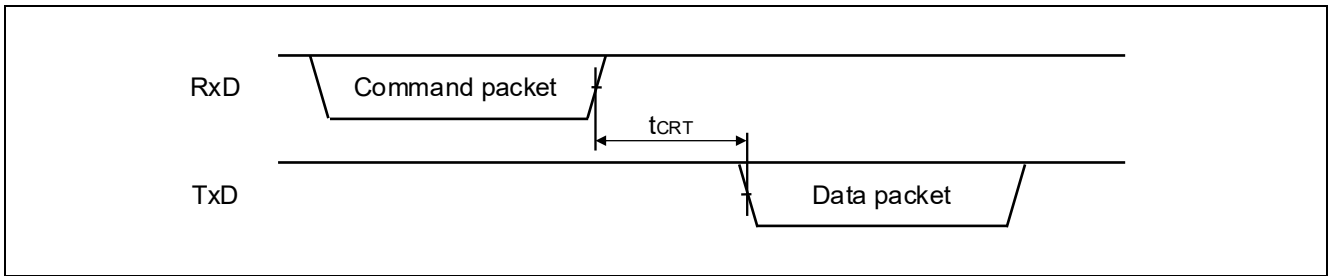 RxD
Command packet
tCRT
TxD
Data packet